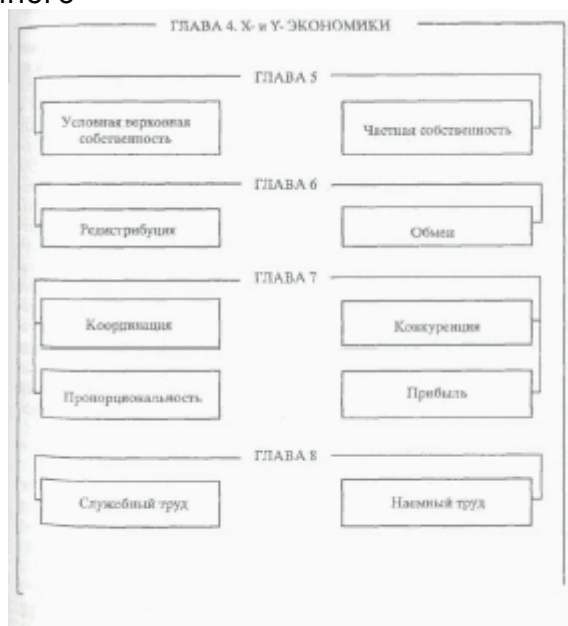 ГЛАВА 4. X- и Y- ЭКОНОМИКИ
ГЛАВА 5
Условная верховная
собственность
Частная собственность
ГЛАВА 6
Редистрибуция
Обмен
ГЛАВА 7
Координация
Конкуренция
Пропорциональность
Прибыль
ГЛАВА 8
Служебный труд
Наемный труд